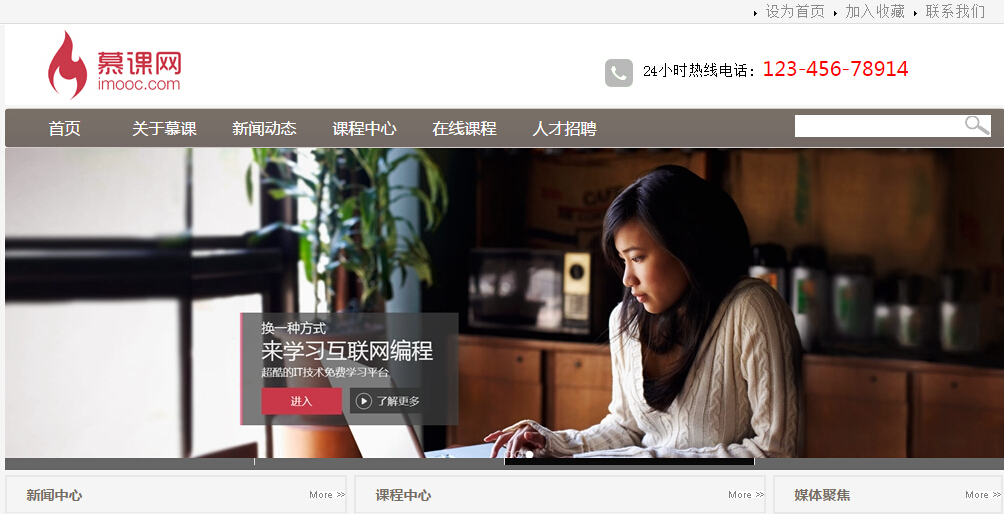 设为首页 加入收藏 联系我们
慕课网
imooc.com
24小时热线电话：123-456-78914
首页 关于慕课 新闻动态 课程中心 在线课程 人才招聘
换一种方式
来学习互联网编程
超酷的IT技术免费学习平台
进入 了解更多
新闻中心 More >> 课程中心 More >> 媒体聚焦 More >>